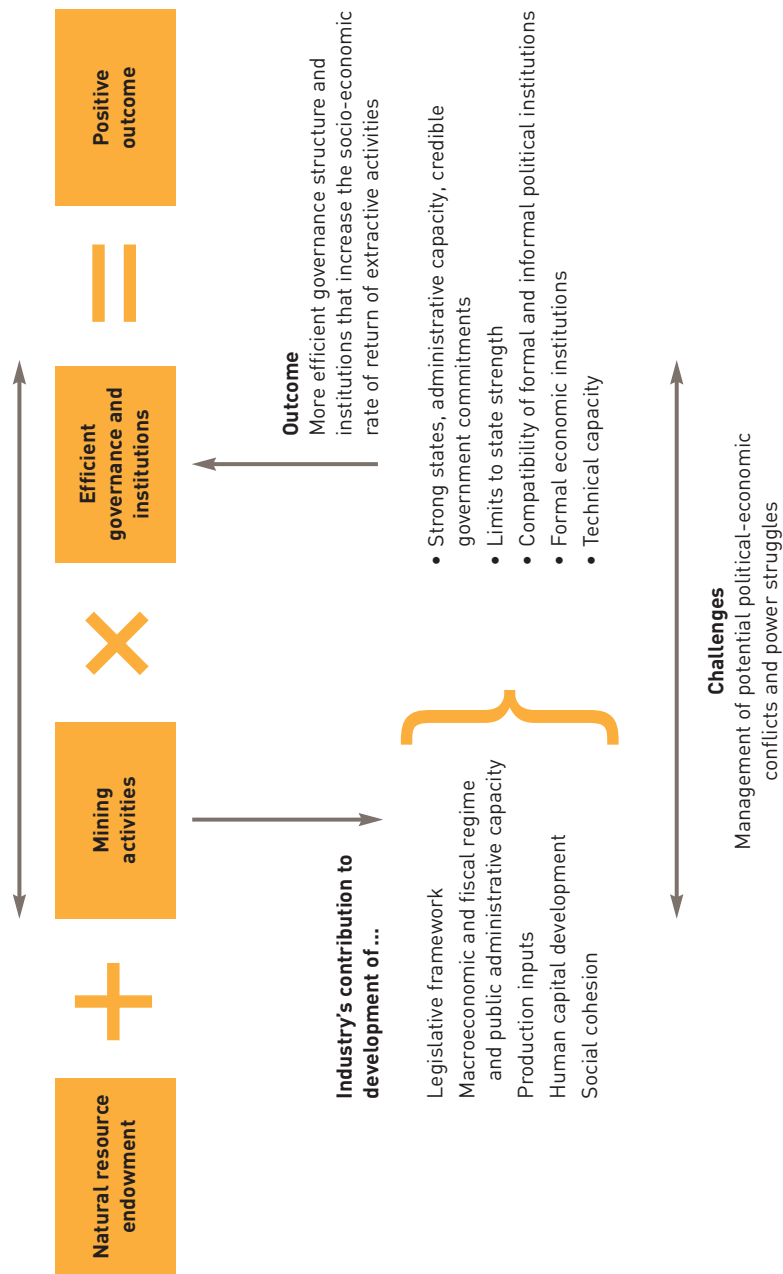 Natural resource
endowment
+
Mining
activities
×
Efficient
governance and
institutions
=
Positive
outcome
Industry's contribution to
development of ...
Legislative framework
Macroeconomic and fiscal regime
and public administrative capacity
Production inputs
Human capital development
Social cohesion
}
Outcome
More efficient governance structure and
institutions that increase the socio-economic
rate of return of extractive activities
• Strong states, administrative capacity, credible
government commitments
• Limits to state strength
• Compatibility of formal and informal political institutions
• Formal economic institutions
• Technical capacity
Challenges
Management of potential political-economic
conflicts and power struggles